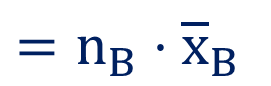 = n_B · x̅_B